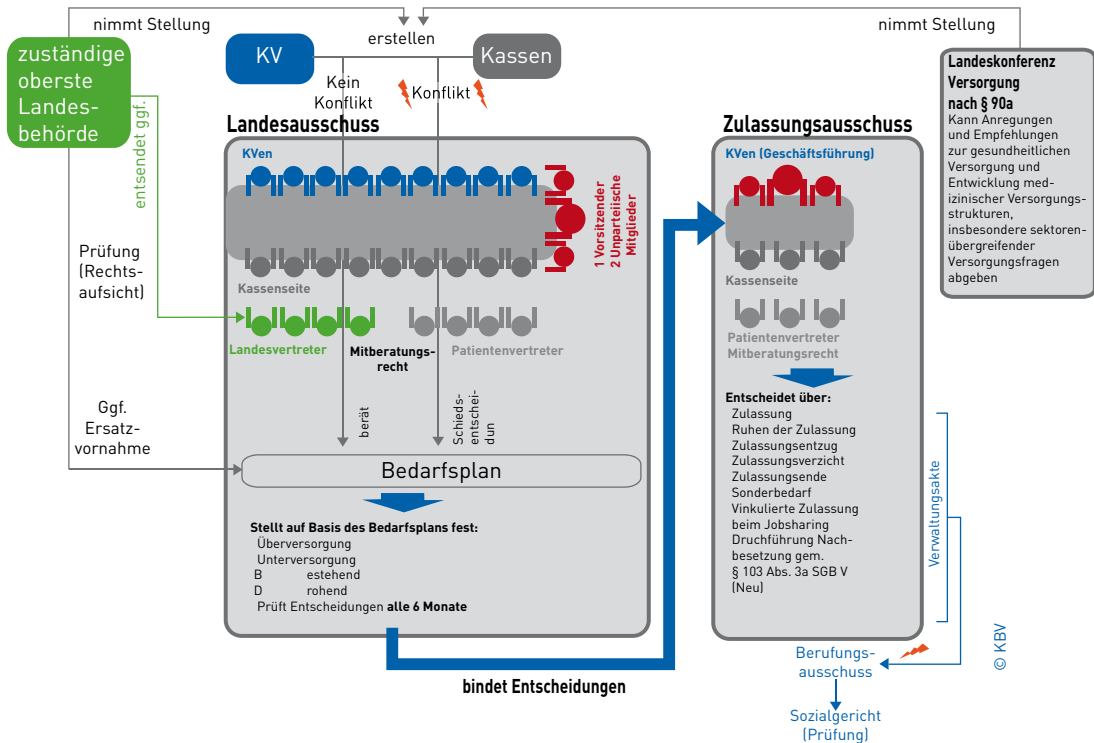 nimmt Stellung
nimmt Stellung
zuständige
oberste
Landes-
behörde
KV
erstellen
Kassen
Kein
Konflikt
Konflikt
Landeskonferenz
Versorgung
nach § 90a
Kann Anregungen
und Empfehlungen
zur gesundheitlichen
Versorgung und
Entwicklung med-
izinischer Versorgungs-
strukturen,
insbesondere sektoren-
übergreifender
Versorgungsfragen
abgeben
entsendet ggf.
Prüfung
(Rechts-
aufsicht)
Ggf.
Ersatz-
vornahme
Landesausschuss
KVen
1 Vorsitzender
2 Unparteiische
Mitglieder
Kassenseite
Landesvertreter
Mitberatungs-
recht
Patientenvertreter
berät
Schieds-
entschei-
dun
Bedarfsplan
Stellt auf Basis des Bedarfsplans fest:
Überversorgung
Unterversorgung
B estehend
D rohend
Prüft Entscheidungen alle 6 Monate
bindet Entscheidungen
Zulassungsausschuss
KVen (Geschäftsführung)
Kassenseite
Patientenvertreter
Mitberatungsrecht
Entscheidet über:
Zulassung
Ruhen der Zulassung
Zulassungsentzug
Zulassungsverzicht
Zulassungsende
Sonderbedarf
Vinkulierte Zulassung
beim Jobsharing
Druchführung Nach-
besetzung gem.
§ 103 Abs. 3a SGB V
(Neu)
Verwaltungsakte
Berufungs-
ausschuss
Sozialgericht
(Prüfung)
© KBV